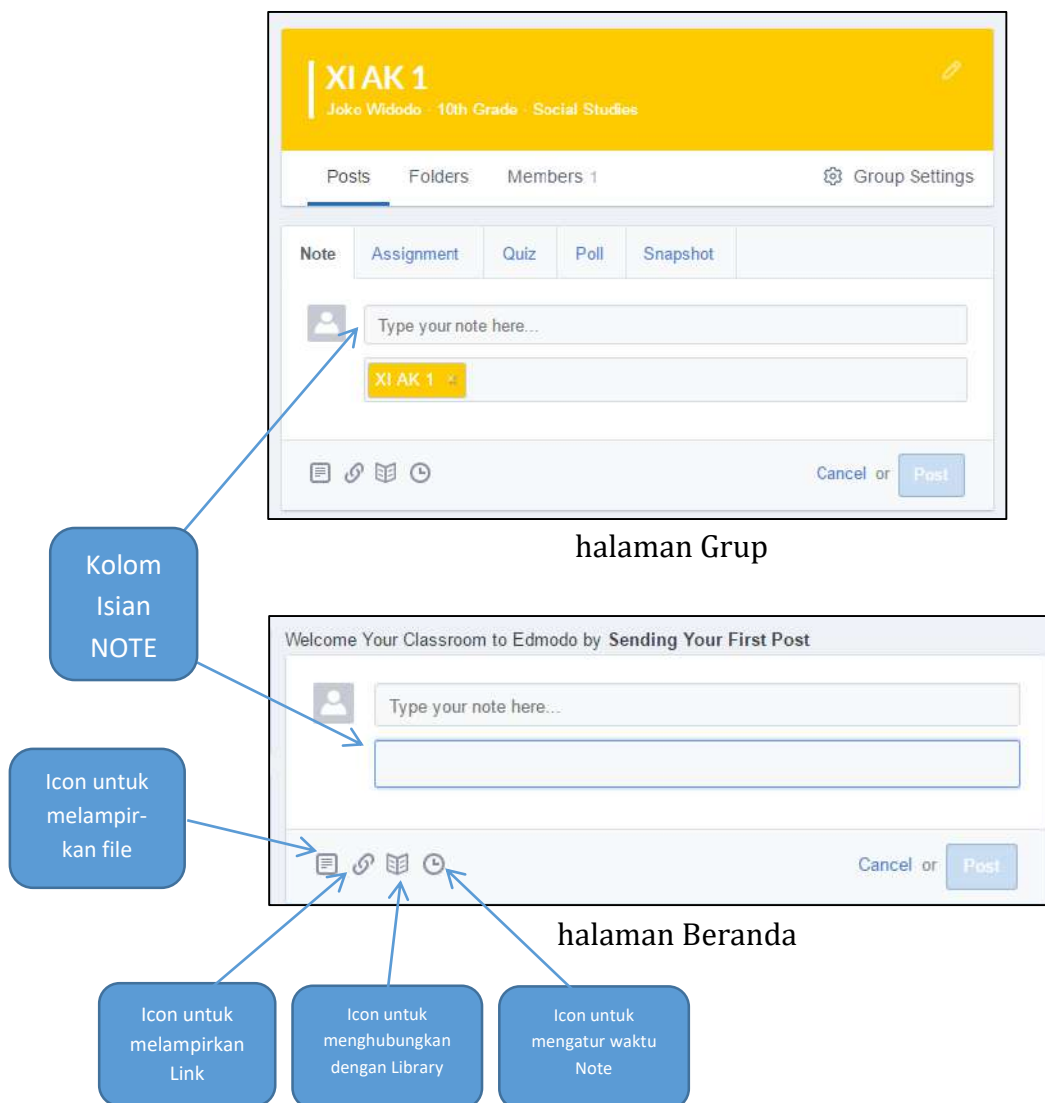 XI AK 1
Joko Widodo · 10th Grade · Social Studies
Posts Folders Members 1 Group Settings
Note Assignment Quiz Poll Snapshot
Type your note here...
XI AK 1 ×
Cancel or Post
halaman Grup
Kolom
Isian
NOTE
Welcome Your Classroom to Edmodo by Sending Your First Post
Type your note here...
Icon untuk
melampir-
kan file
Cancel or Post
halaman Beranda
Icon untuk
melampirkan
Link
Icon untuk
menghubungkan
dengan Library
Icon untuk
mengatur waktu
Note